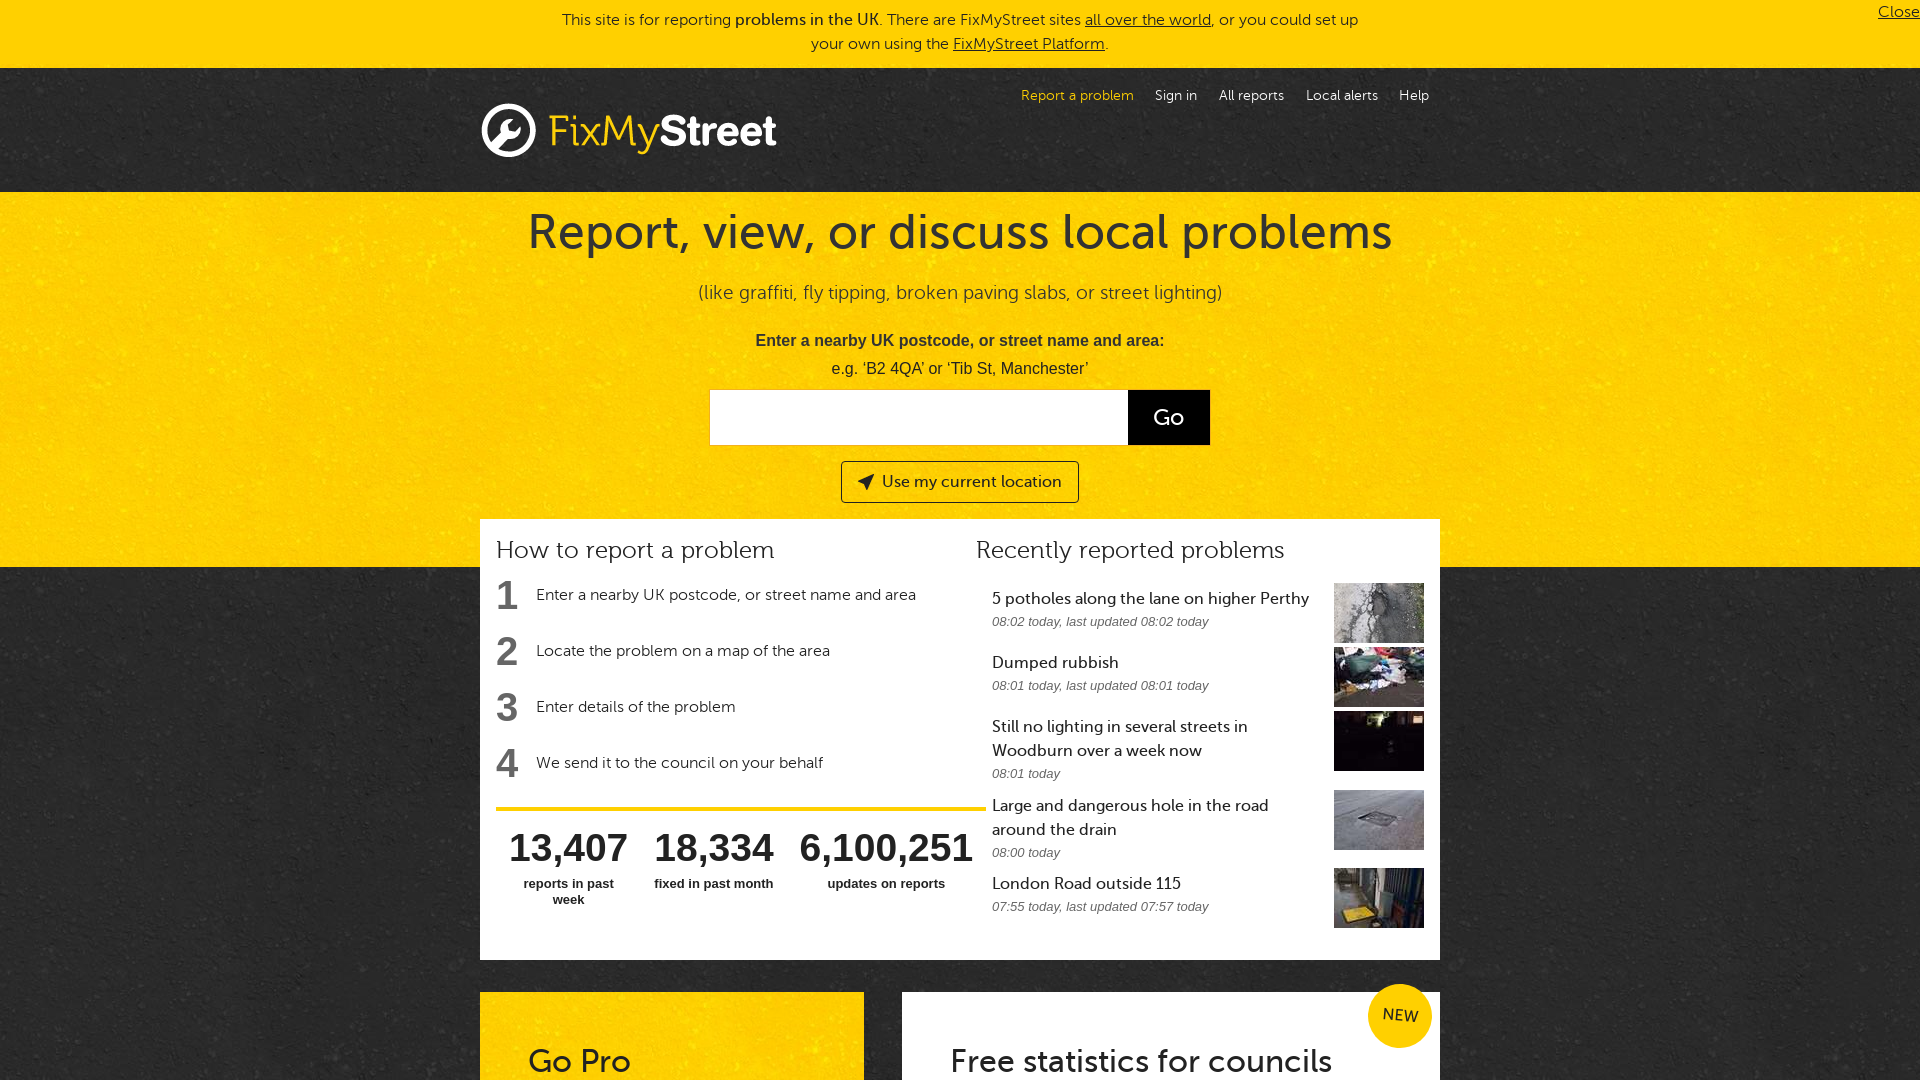 This site is for reporting problems in the UK. There are FixMyStreet sites all over the world, or you could set up
your own using the FixMyStreet Platform.
Close
Report a problem
Sign in
All reports
Local alerts
Help
FixMyStreet
Report, view, or discuss local problems
(like graffiti, fly tipping, broken paving slabs, or street lighting)
Enter a nearby UK postcode, or street name and area:
e.g. ‘B2 4QA’ or ‘Tib St, Manchester’
Go
Use my current location
How to report a problem
1 Enter a nearby UK postcode, or street name and area
2 Locate the problem on a map of the area
3 Enter details of the problem
4 We send it to the council on your behalf
13,407
reports in past
week
18,334
fixed in past month
6,100,251
updates on reports
Recently reported problems
5 potholes along the lane on higher Perthy
08:02 today, last updated 08:02 today
Dumped rubbish
08:01 today, last updated 08:01 today
Still no lighting in several streets in
Woodburn over a week now
08:01 today
Large and dangerous hole in the road
around the drain
08:00 today
London Road outside 115
07:55 today, last updated 07:57 today
Go Pro
NEW
Free statistics for councils